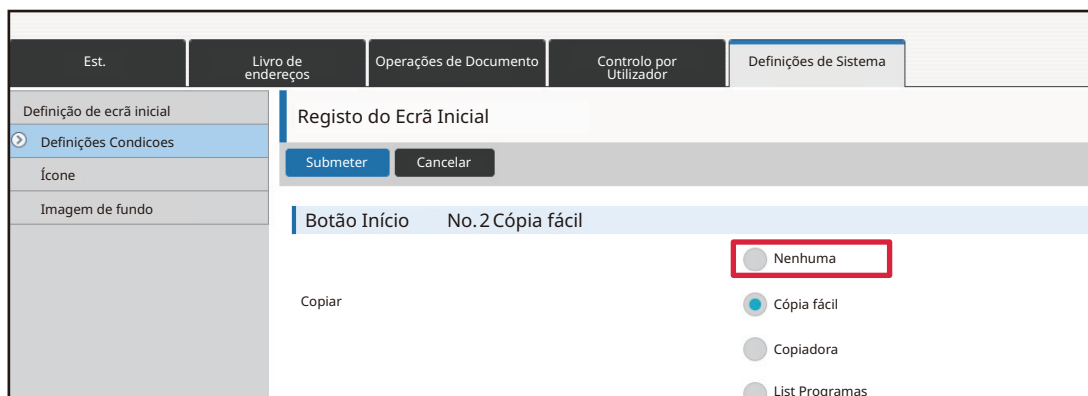 Est.
Livro de
endereços
Operações de Documento
Controlo por
Utilizador
Definições de Sistema
Definição de ecrã inicial
Definições Condicoes
Ícone
Imagem de fundo
Registo do Ecrã Inicial
Submeter Cancelar
Botão Início No.2 Cópia fácil
Nenhuma
Copiar Cópia fácil
Copiadora
List Programas